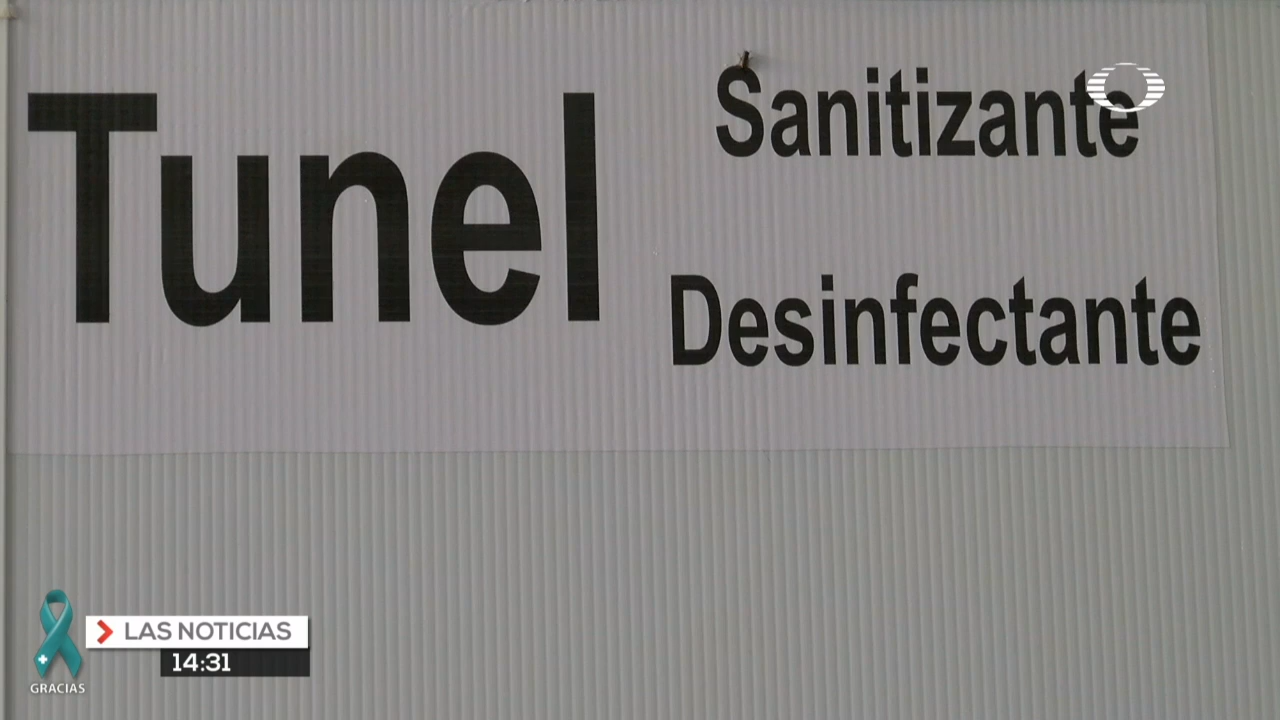 Tunel
Sanitizante
Desinfectante
LAS NOTICIAS
14:31
GRACIAS